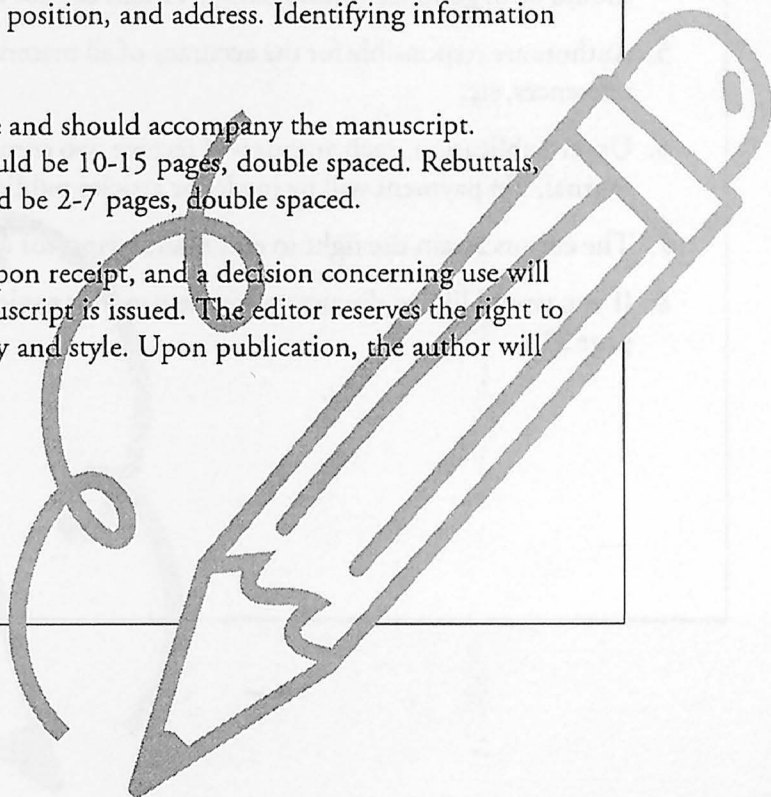 position, and address. Identifying information
and should accompany the manuscript.
uld be 10-15 pages, double spaced. Rebuttals,
d be 2-7 pages, double spaced.
pon receipt, and a decision concerning use will
uscript is issued. The editor reserves the right to
y and style. Upon publication, the author will